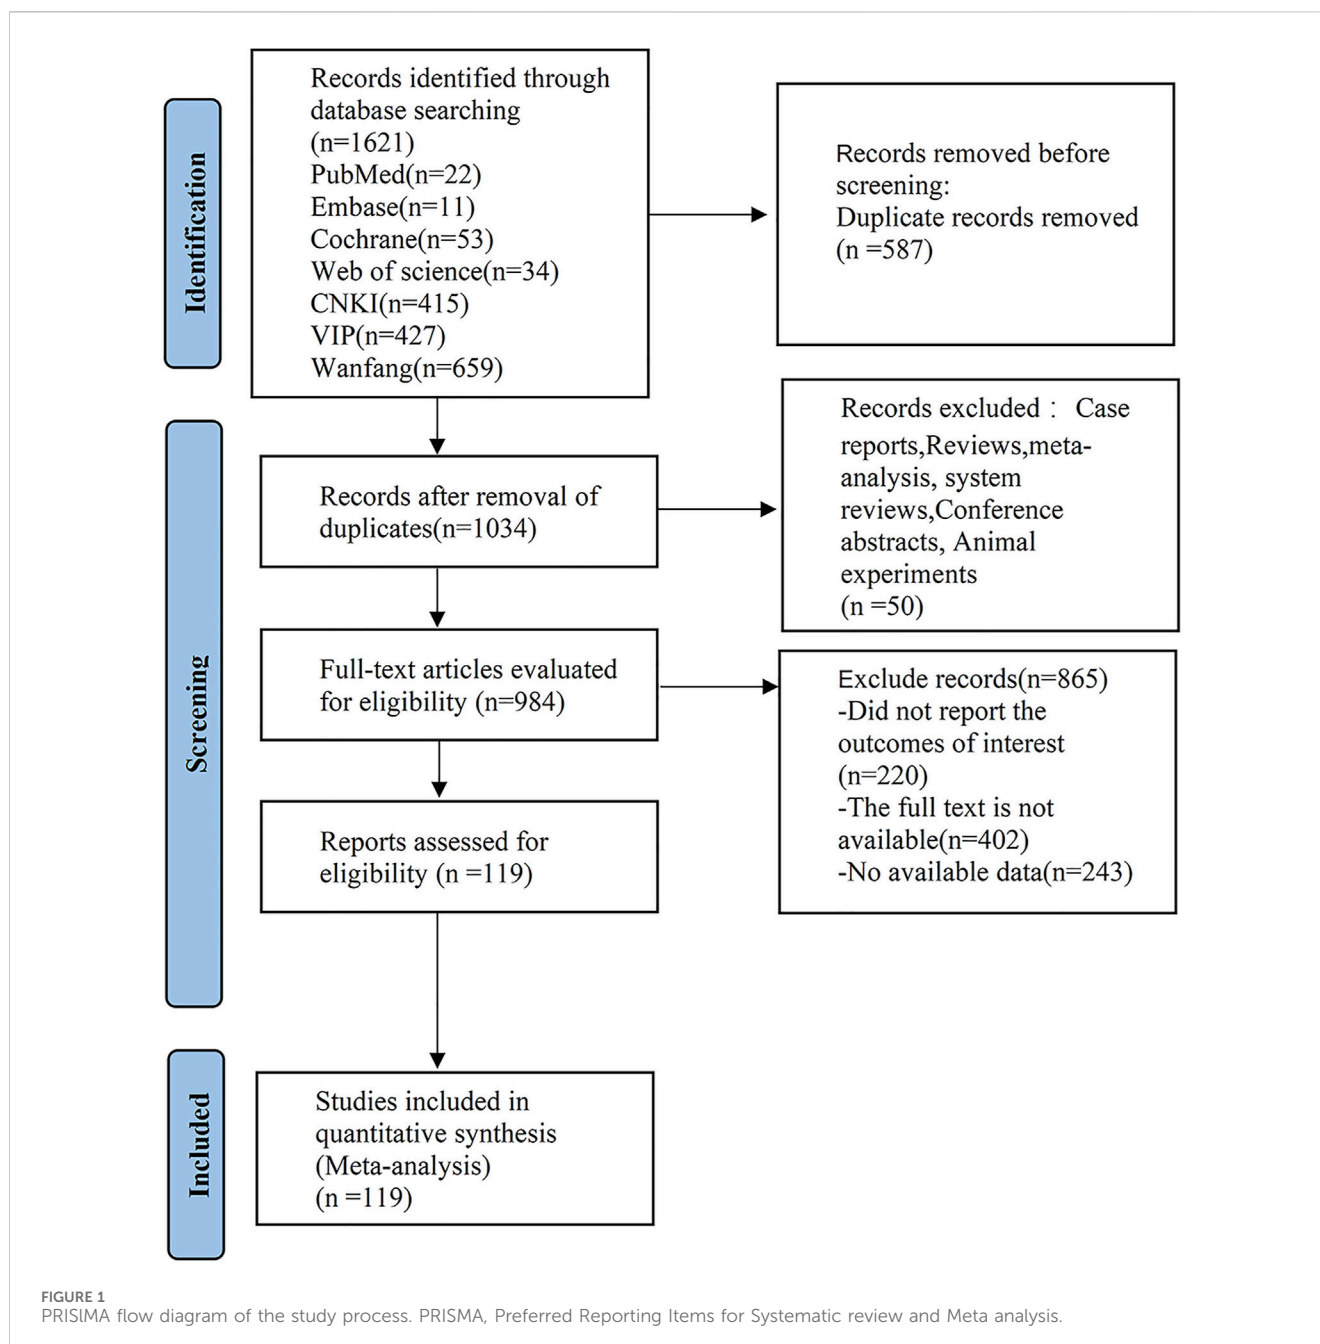 Identification
Records identified through
database searching
(n=1621)
PubMed(n=22)
Embase(n=11)
Cochrane(n=53)
Web of science(n=34)
CNKI(n=415)
VIP(n=427)
Wanfang(n=659)
Records removed before
screening:
Duplicate records removed
(n =587)
Screening
Records after removal of
duplicates(n=1034)
Records excluded： Case
reports,Reviews,meta-
analysis, system
reviews,Conference
abstracts, Animal
experiments
(n =50)
Full-text articles evaluated
for eligibility (n=984)
Exclude records(n=865)
-Did not report the
outcomes of interest
(n=220)
-The full text is not
available(n=402)
-No available data(n=243)
Reports assessed for
eligibility (n =119)
Included
Studies included in
quantitative synthesis
(Meta-analysis)
(n =119)
FIGURE 1
PRISIMA flow diagram of the study process. PRISMA, Preferred Reporting Items for Systematic review and Meta analysis.